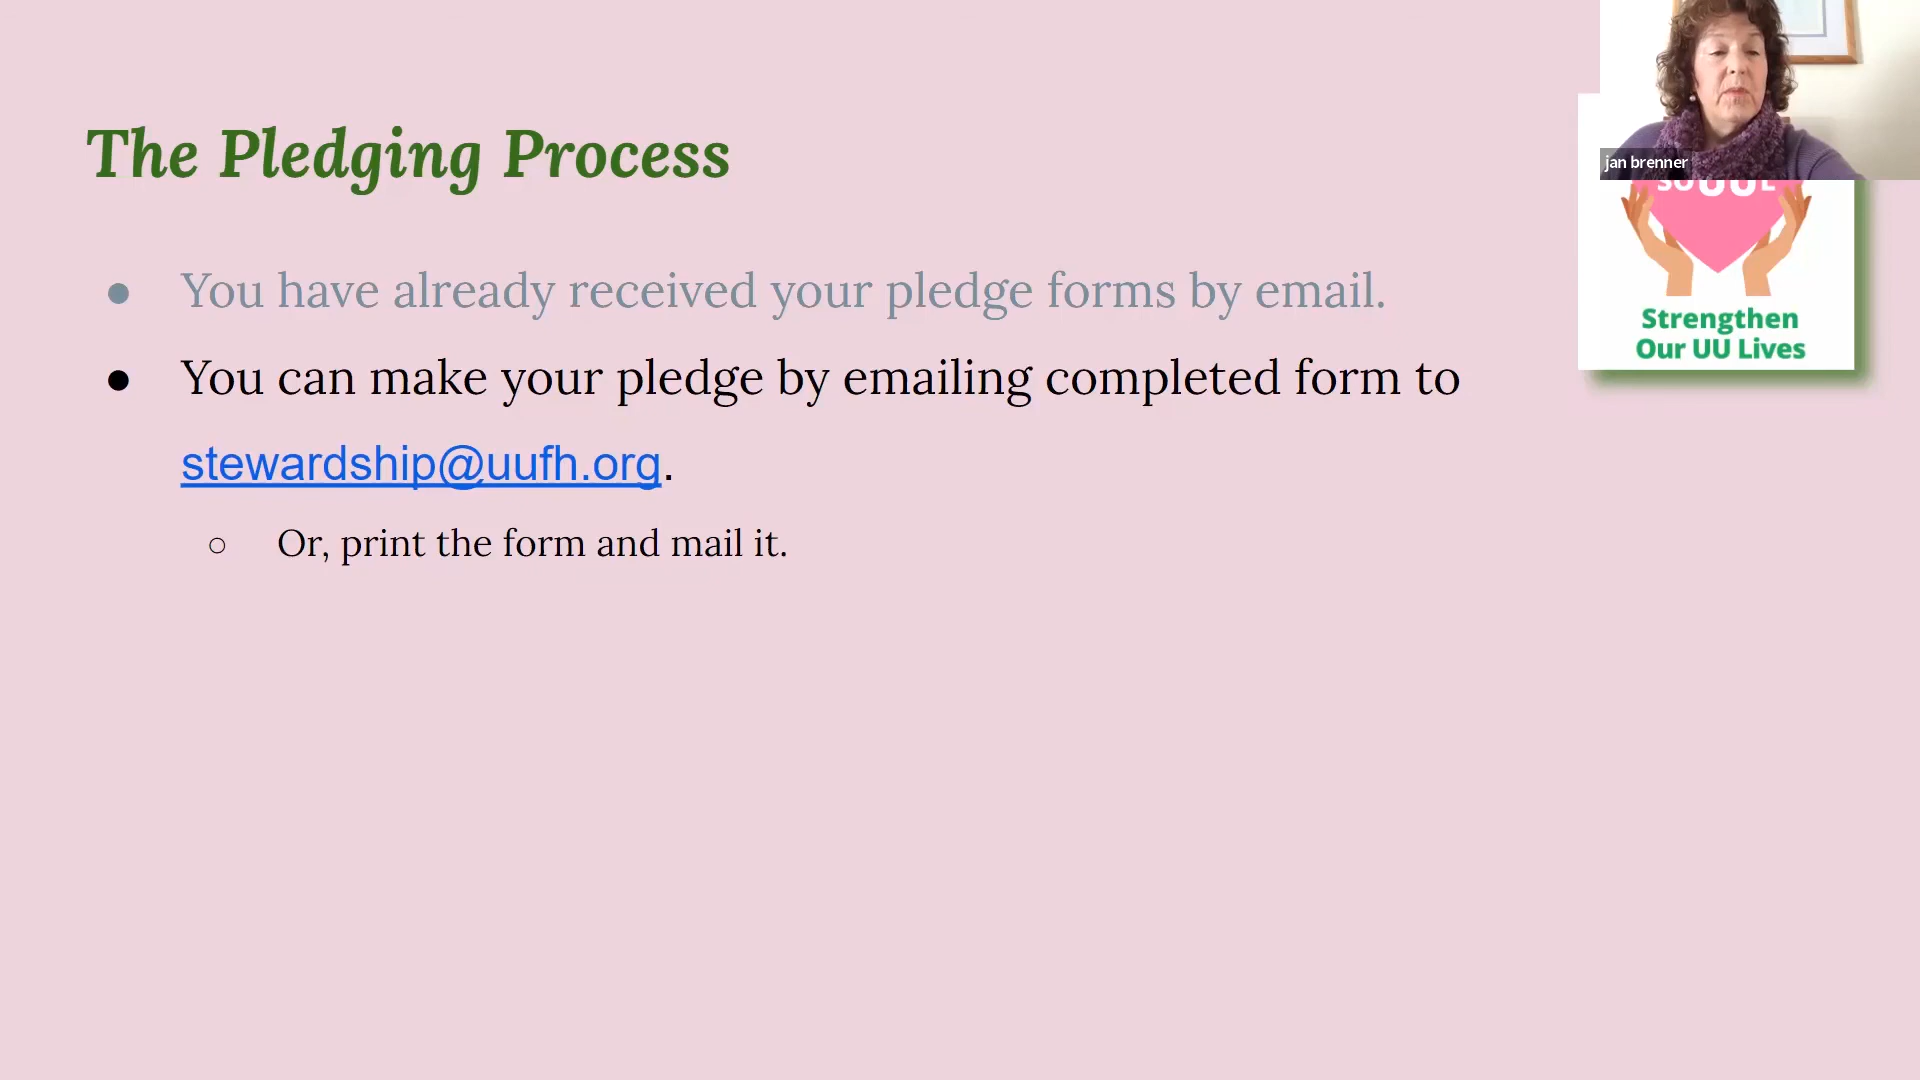 The Pledging Process
● You have already received your pledge forms by email.
● You can make your pledge by emailing completed form to
stewardship@uufh.org.
○ Or, print the form and mail it.
jan brenner
SOUUL
Strengthen
Our UU Lives